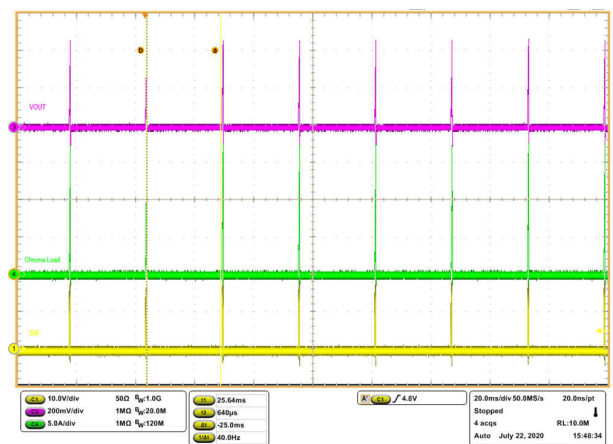 b
a
VOUT
3
Chroma Load
4
SW
1
C1 10.0V/div 50Ω BW:1.0G
C3 200mV/div 1MΩ BW:20.0M
C4 5.0A/div 1MΩ BW:120M
t1 25.64ms
t2 640µs
Δt -25.0ms
1/Δt 40.0Hz
A' C1 4.8V
20.0ms/div 50.0MS/s 20.0ns/pt
Stopped
4 acqs RL:10.0M
Auto July 22, 2020 15:48:34